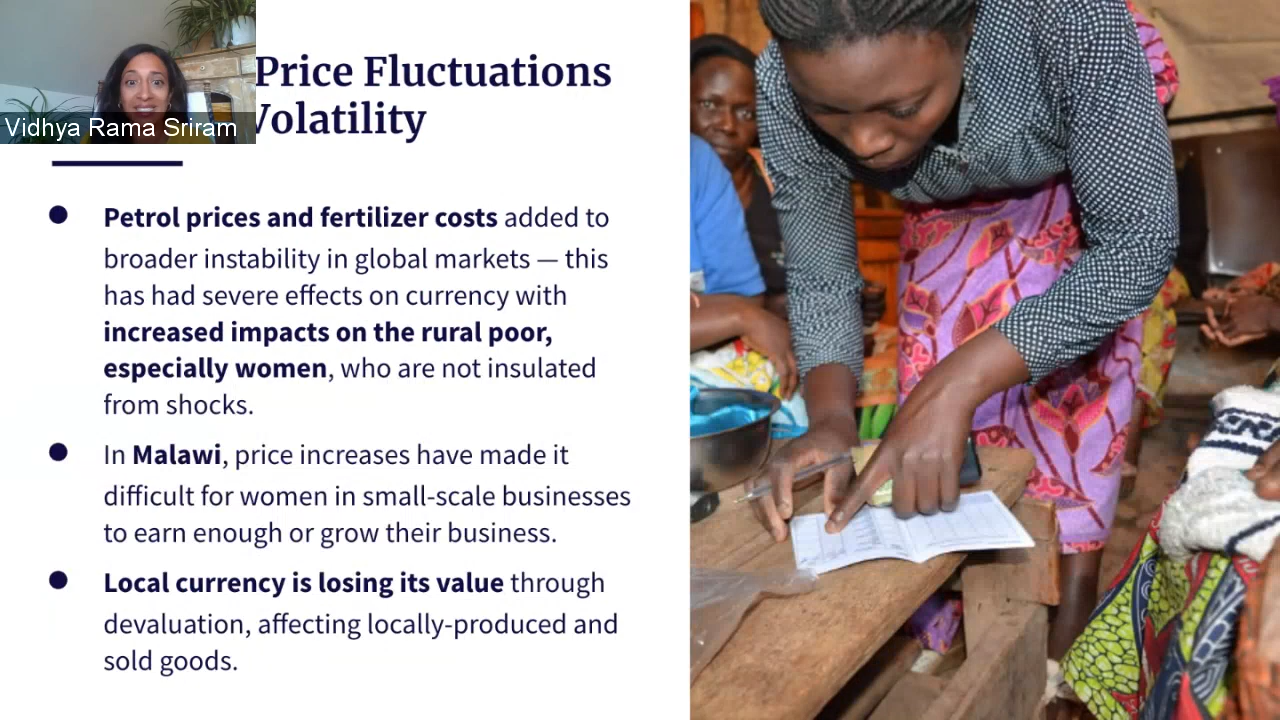 Vidhya Rama Sriram
Price Fluctuations
Volatility
Petrol prices and fertilizer costs added to
broader instability in global markets — this
has had severe effects on currency with
increased impacts on the rural poor,
especially women, who are not insulated
from shocks.
In Malawi, price increases have made it
difficult for women in small-scale businesses
to earn enough or grow their business.
Local currency is losing its value through
devaluation, affecting locally-produced and
sold goods.